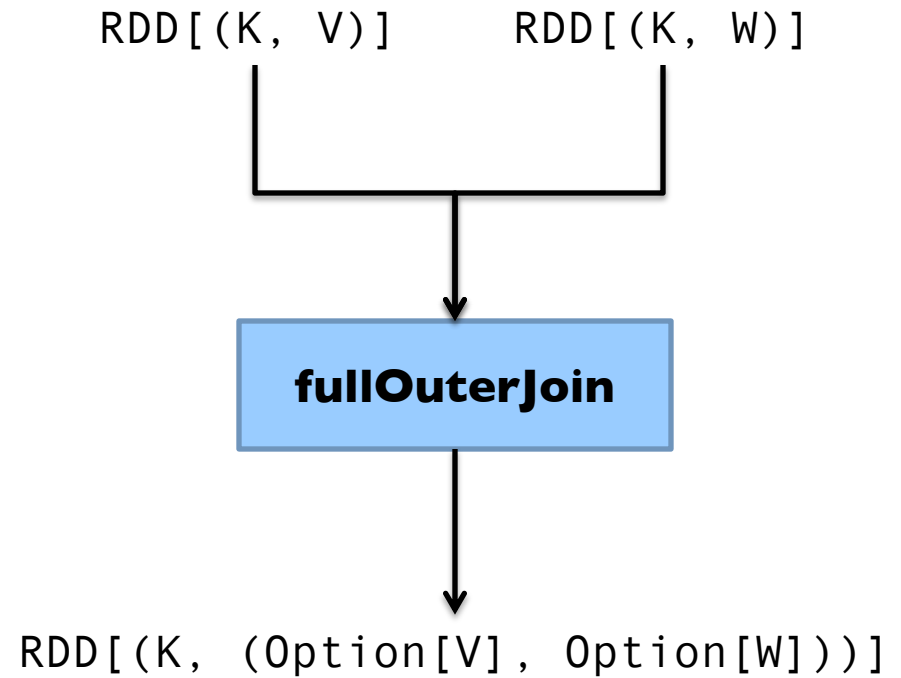 RDD[(K, V)] RDD[(K, W)]
fullOuterJoin
RDD[(K, (Option[V], Option[W]))]